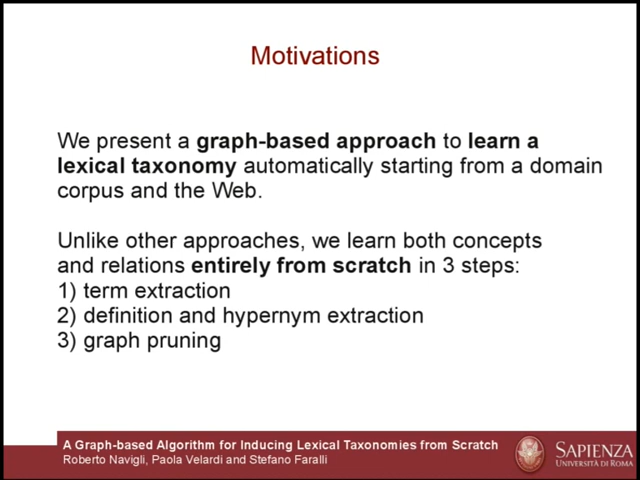 Motivations
We present a graph-based approach to learn a
lexical taxonomy automatically starting from a domain
corpus and the Web.
Unlike other approaches, we learn both concepts
and relations entirely from scratch in 3 steps:
1) term extraction
2) definition and hypernym extraction
3) graph pruning
A Graph-based Algorithm for Inducing Lexical Taxonomies from Scratch
Roberto Navigli, Paola Velardi and Stefano Faralli
SAPIENZA
UNIVERSITÀ DI ROMA